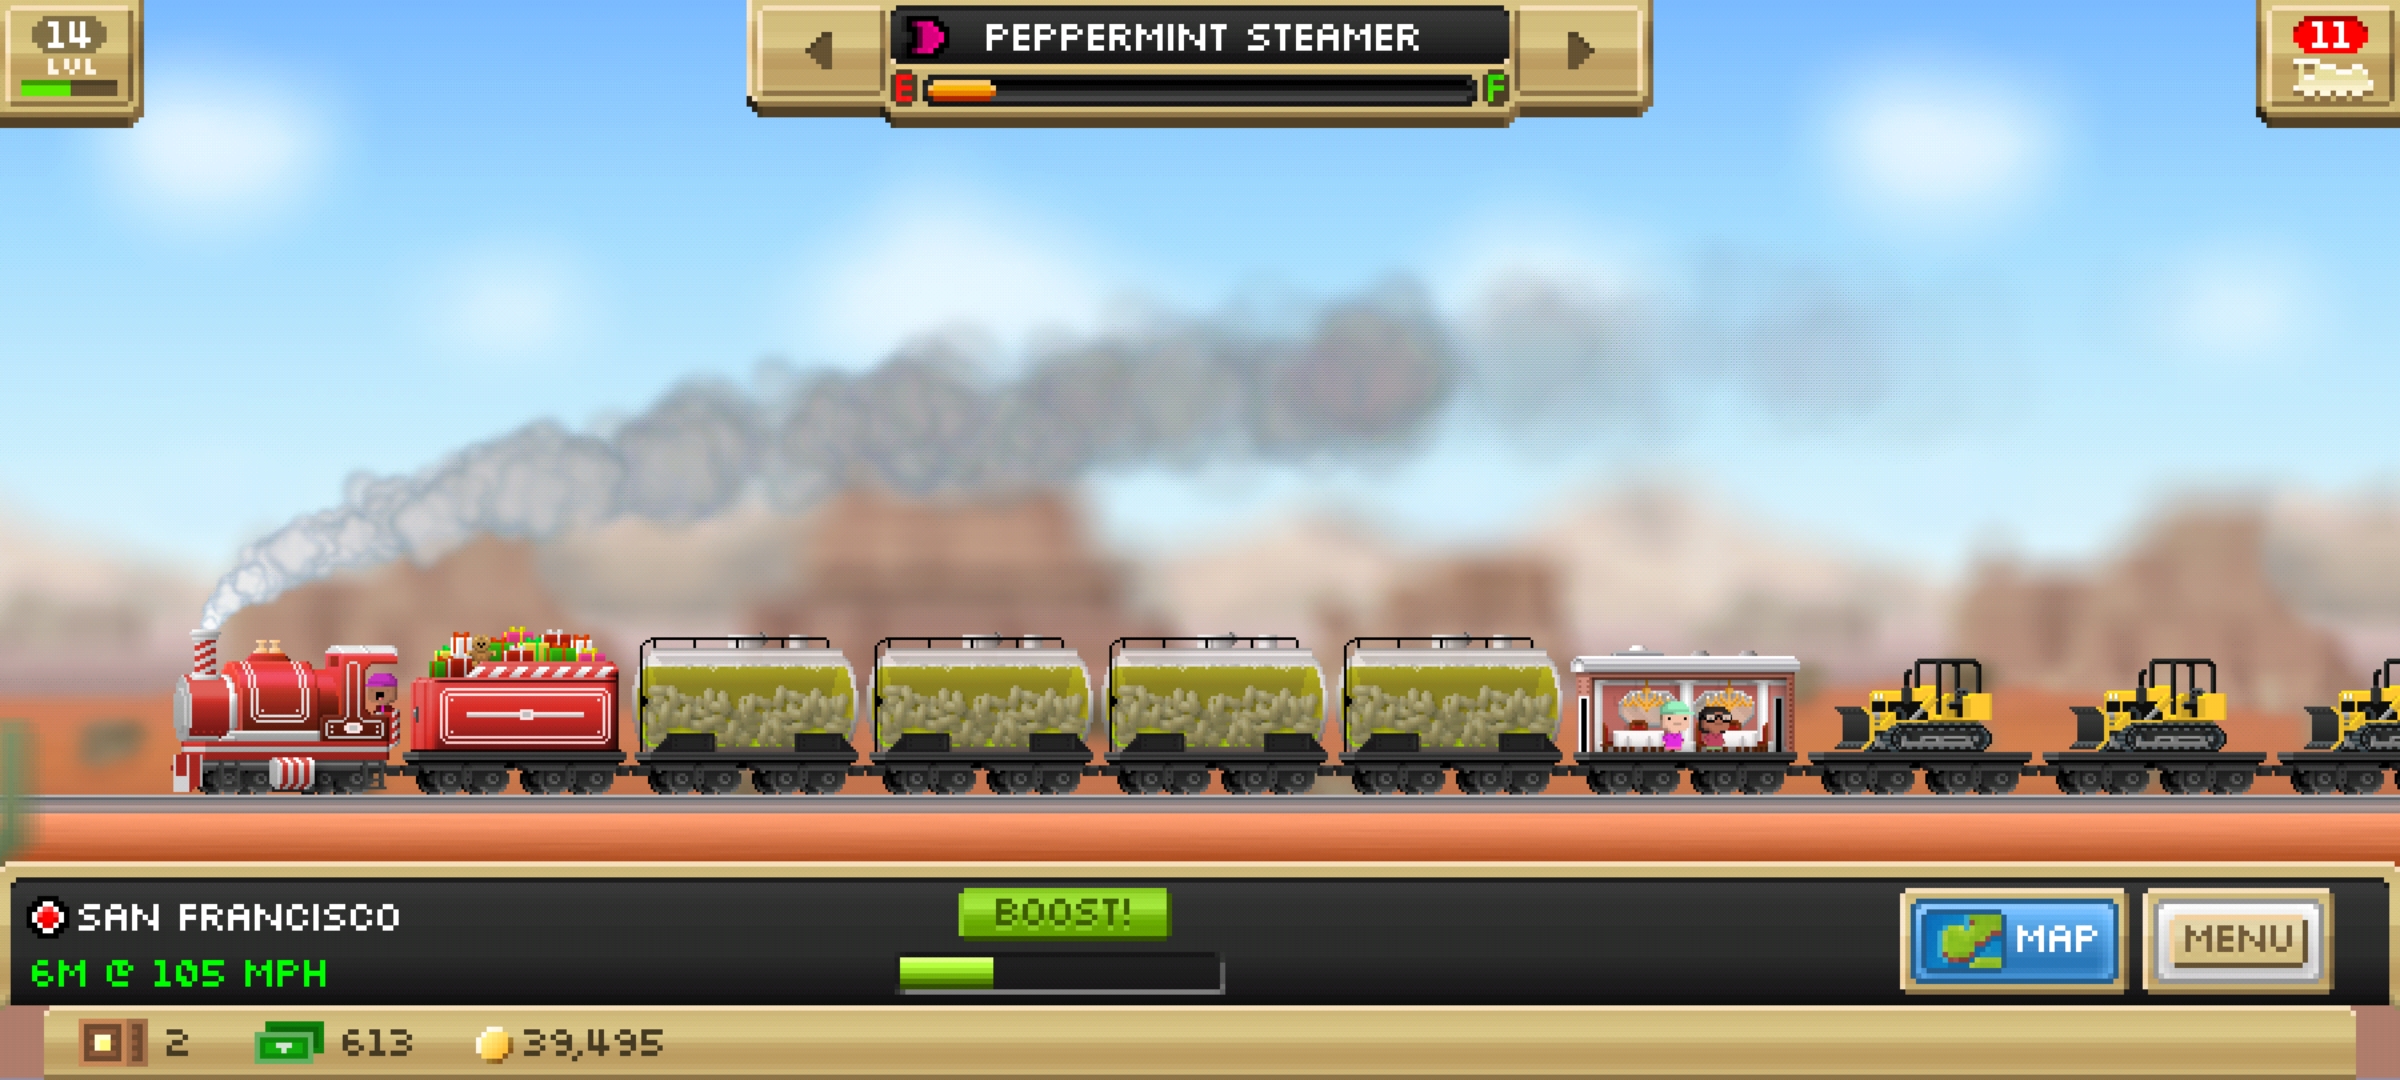 14
LVL
PEPPERMINT STEAMER
E F
11
SAN FRANCISCO
6M @ 105 MPH
BOOST!
MAP
MENU
2
613
39,495